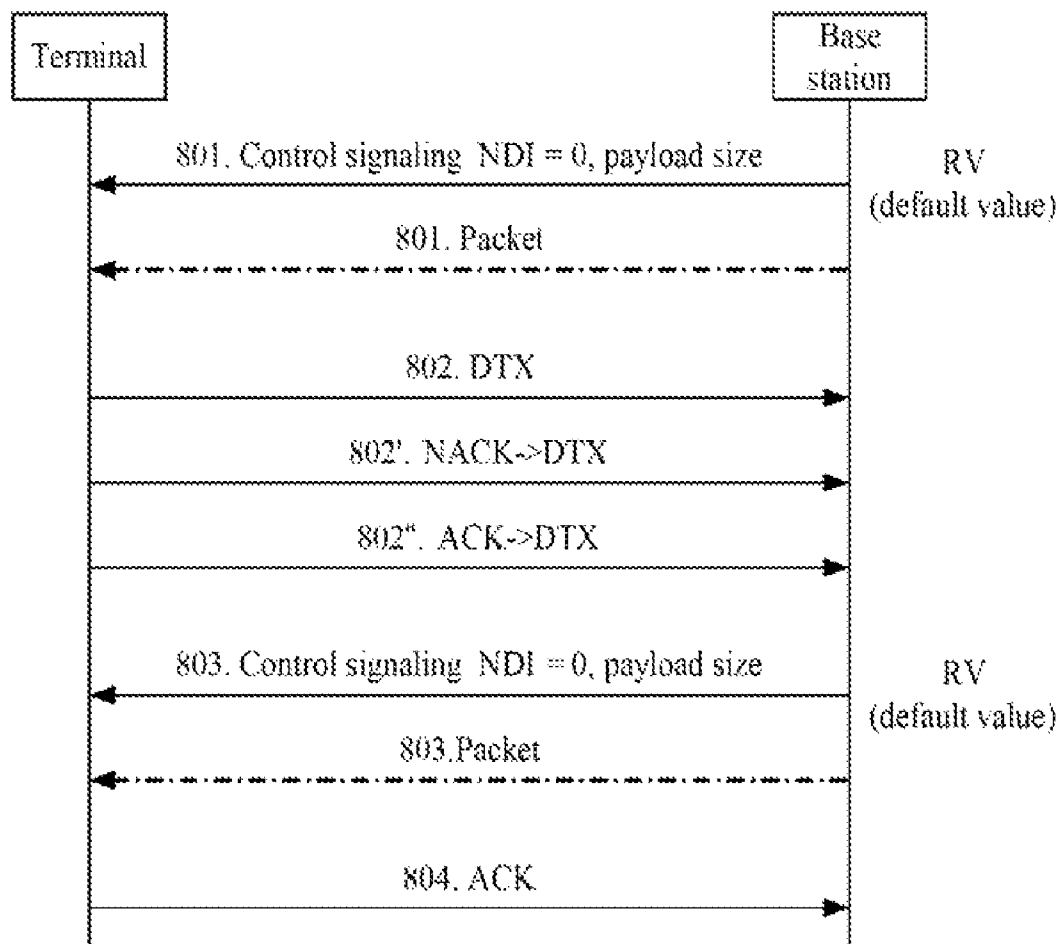 Terminal
Base
station
801. Control signaling NDI = 0, payload size
RV
(default value)
801. Packet
802. DTX
802'. NACK->DTX
802". ACK->DTX
803. Control signaling NDI = 0, payload size
RV
(default value)
803.Packet
804. ACK